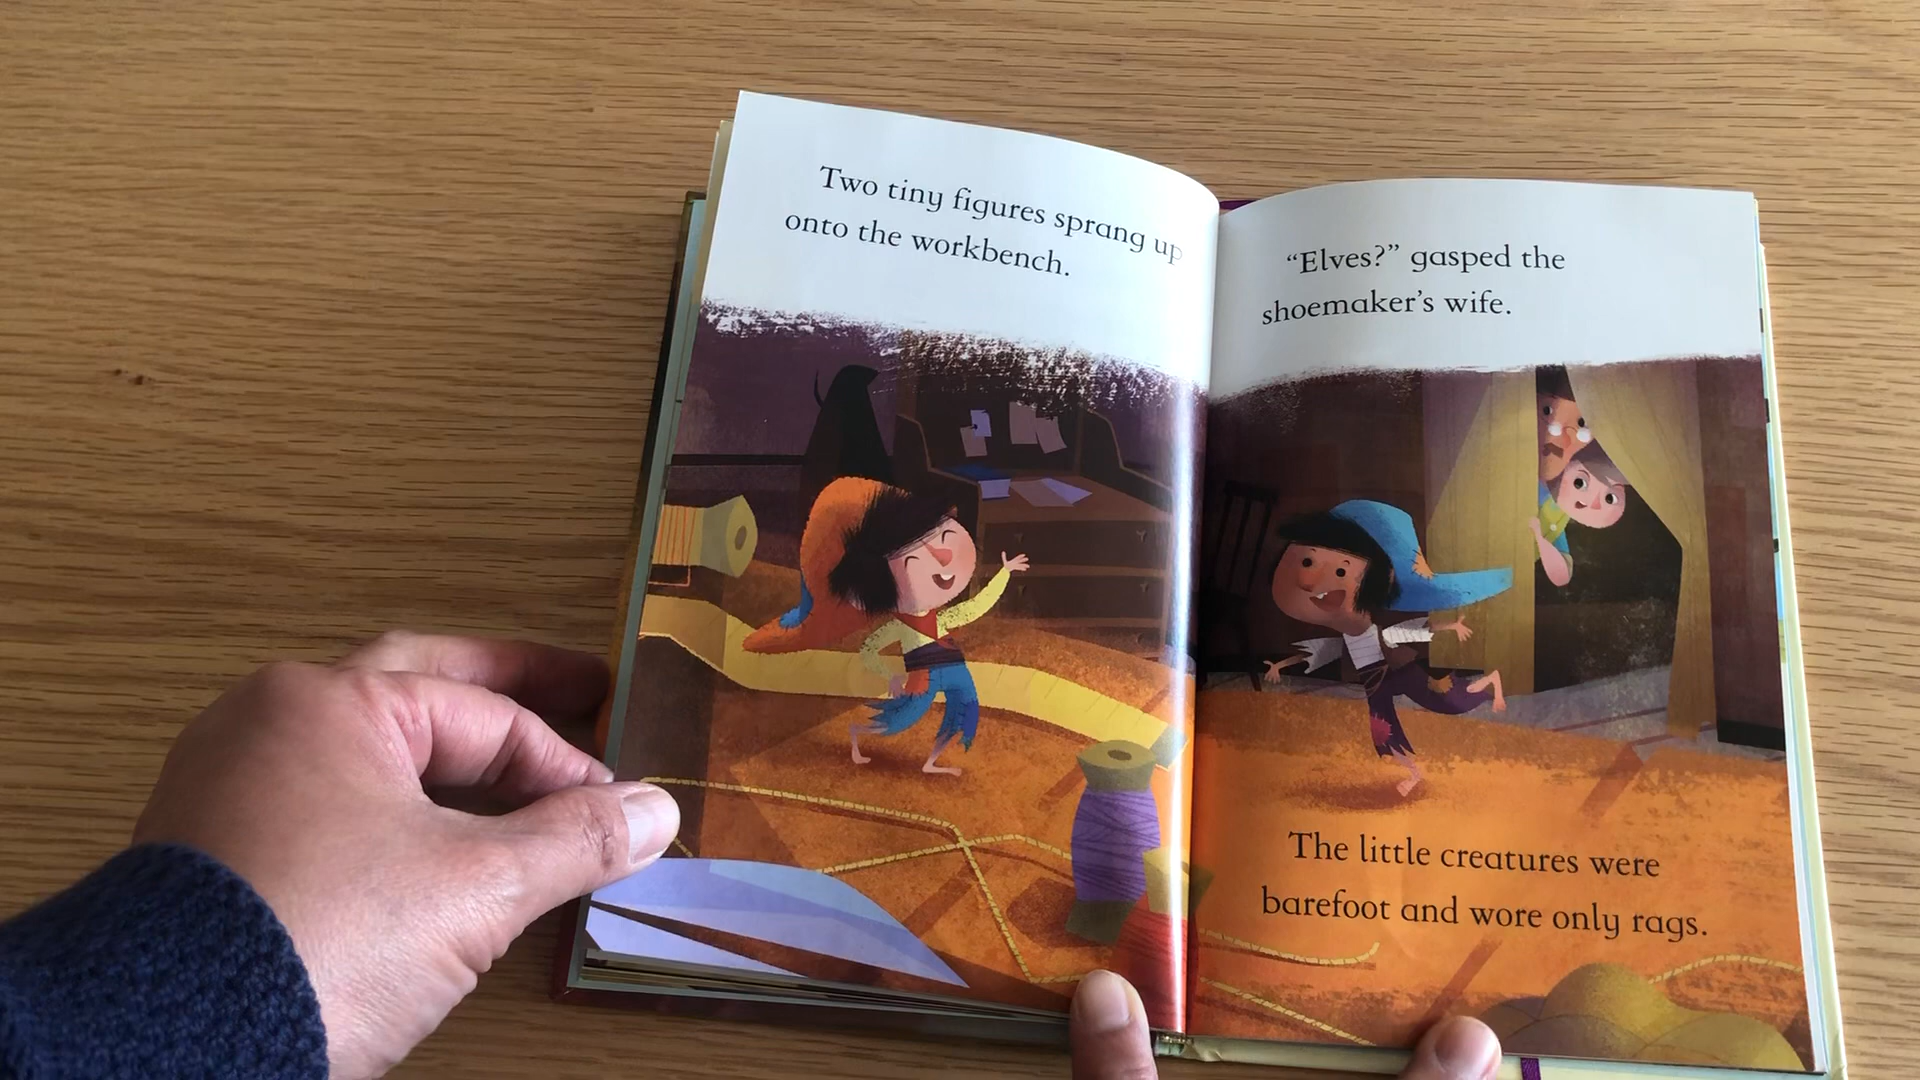 Two tiny figures sprang up
onto the workbench.
“Elves?” gasped the
shoemaker’s wife.
The little creatures were
barefoot and wore only rags.